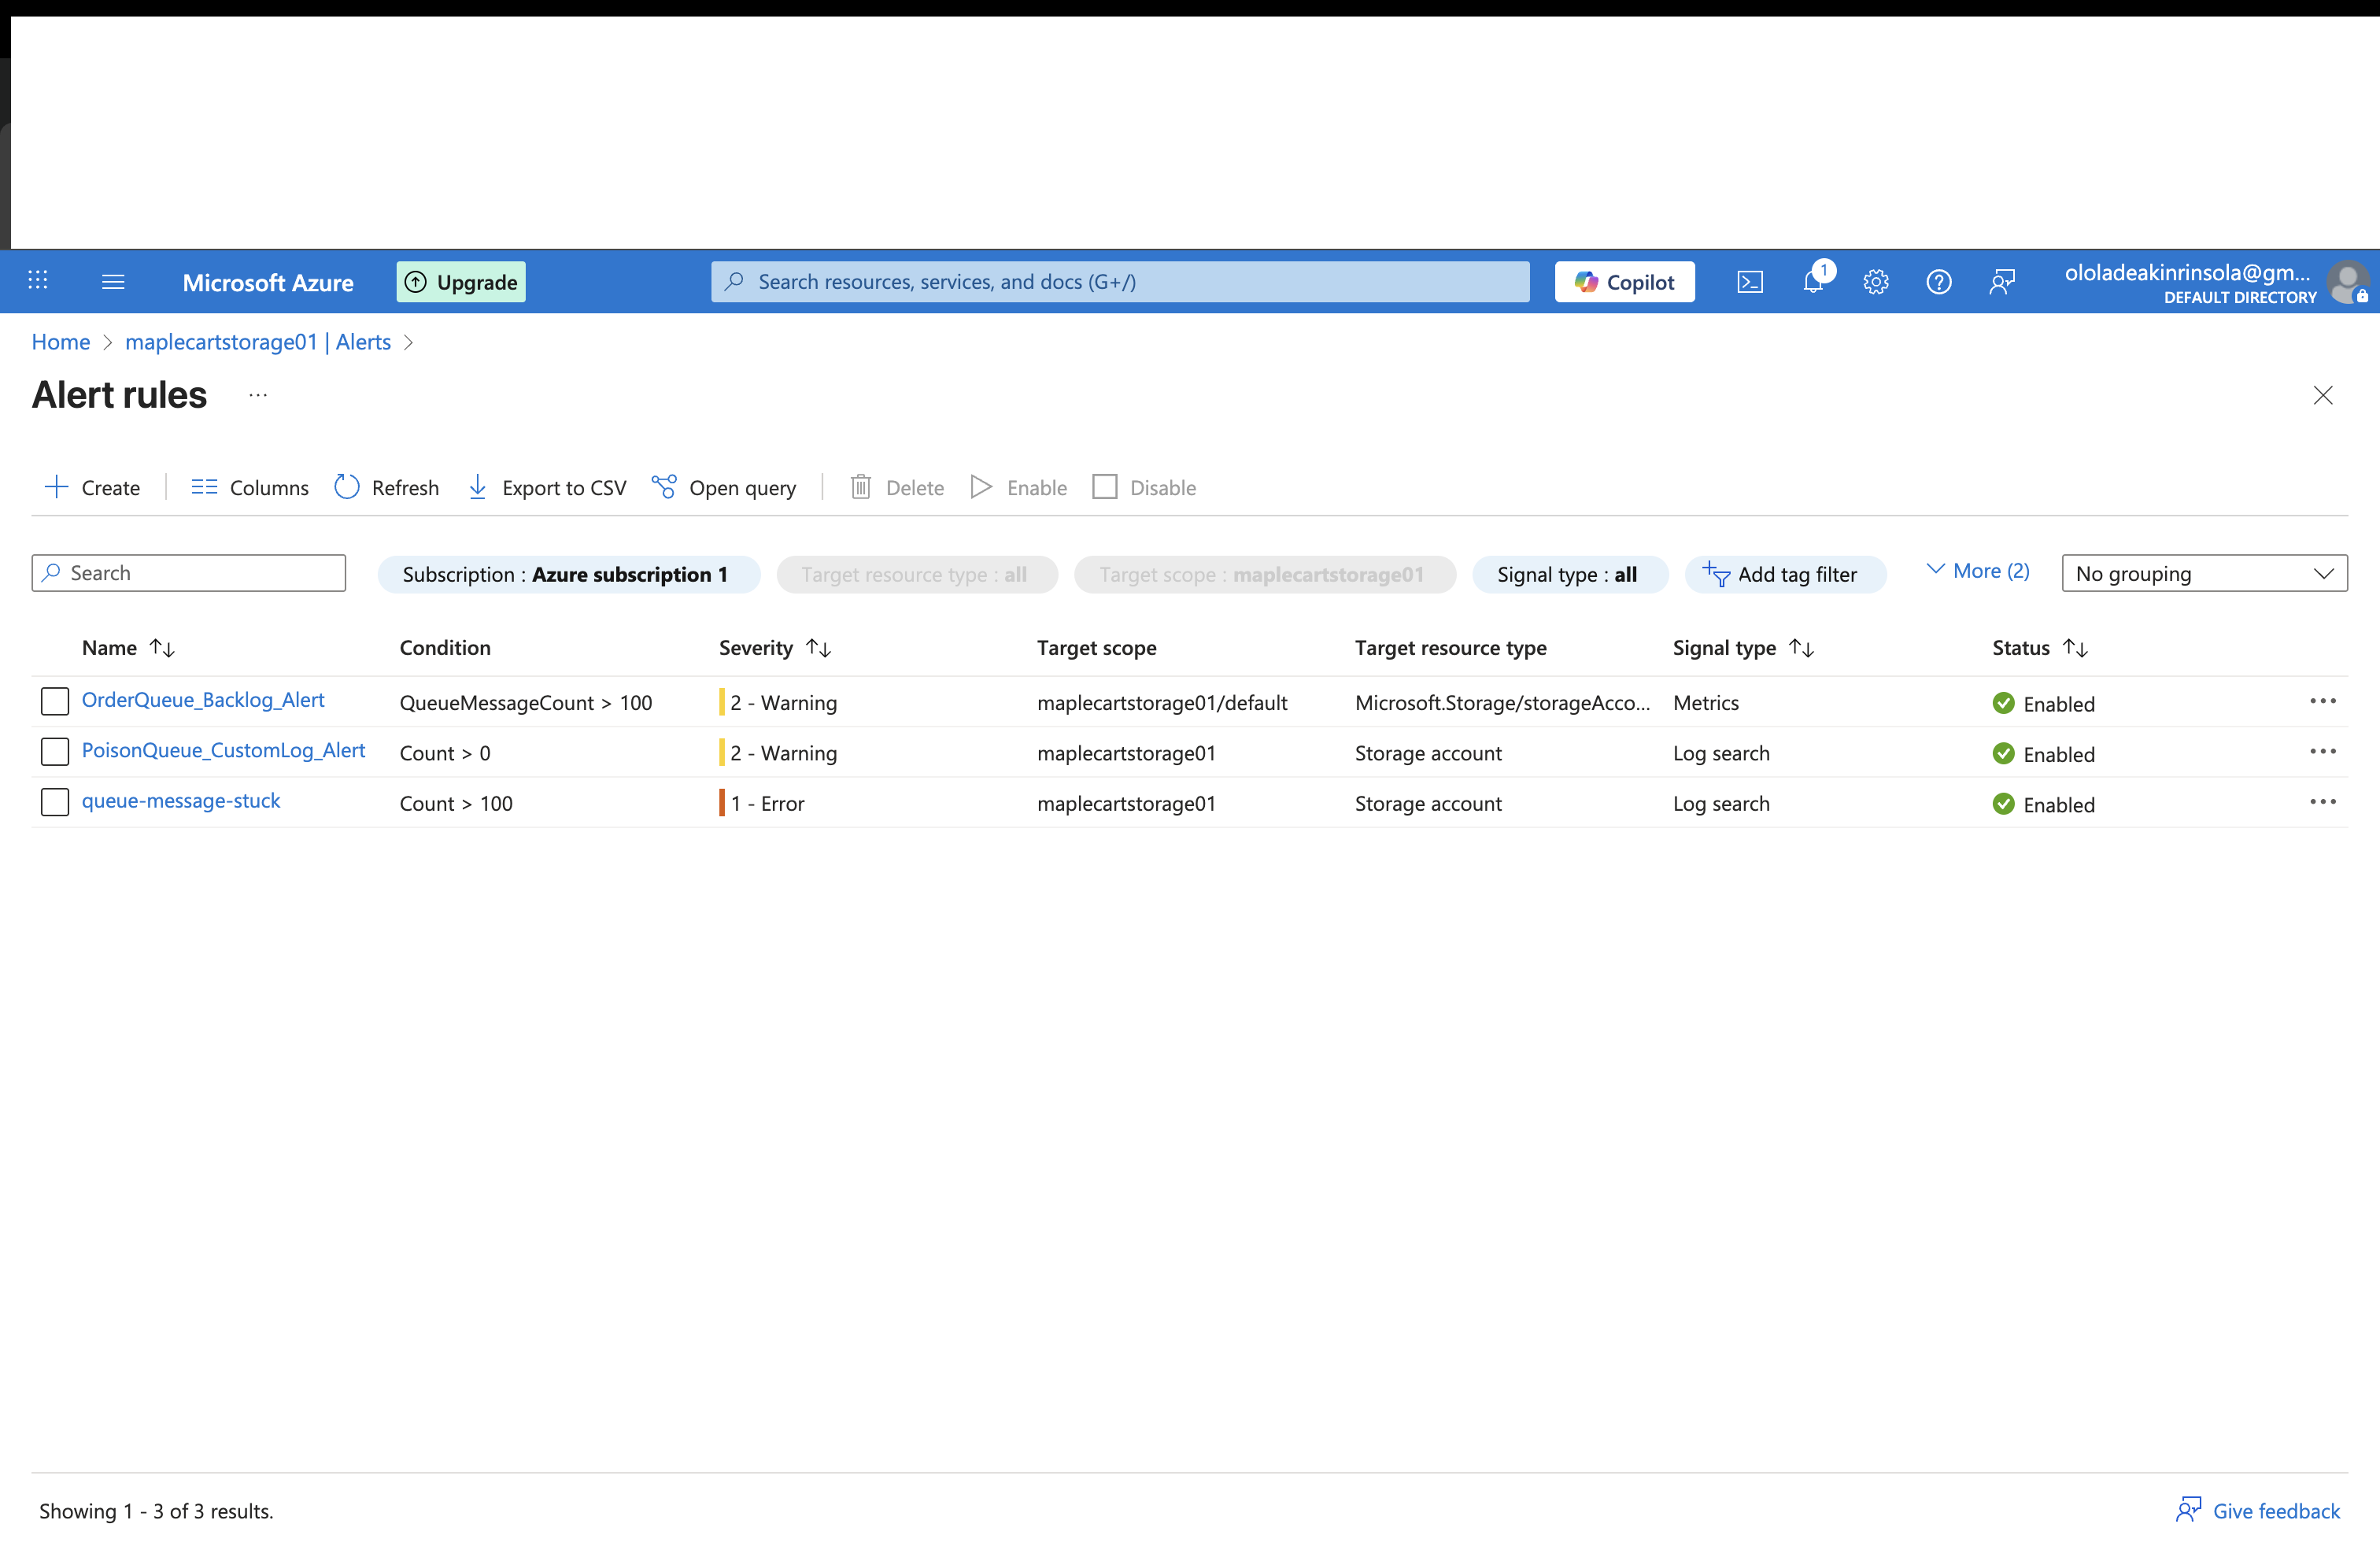 Microsoft Azure
Upgrade
Search resources, services, and docs (G+/)
Copilot
1
ololadeakinrinsola@gm...
DEFAULT DIRECTORY
Home > maplecartstorage01 | Alerts >
Alert rules ...
Create
Columns
Refresh
Export to CSV
Open query
Delete
Enable
Disable
Search
Subscription : Azure subscription 1
Target resource type : all
Target scope : maplecartstorage01
Signal type : all
Add tag filter
More (2)
No grouping
Name Condition Severity Target scope Target resource type Signal type Status
OrderQueue_Backlog_Alert QueueMessageCount > 100 2 - Warning maplecartstorage01/default Microsoft.Storage/storageAcco... Metrics Enabled
PoisonQueue_CustomLog_Alert Count > 0 2 - Warning maplecartstorage01 Storage account Log search Enabled
queue-message-stuck Count > 100 1 - Error maplecartstorage01 Storage account Log search Enabled
Showing 1 - 3 of 3 results.
Give feedback